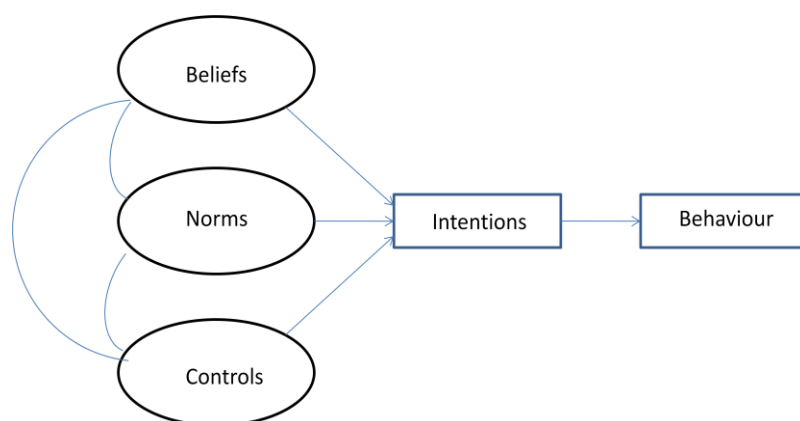 Beliefs
Norms
Intentions
Behaviour
Controls